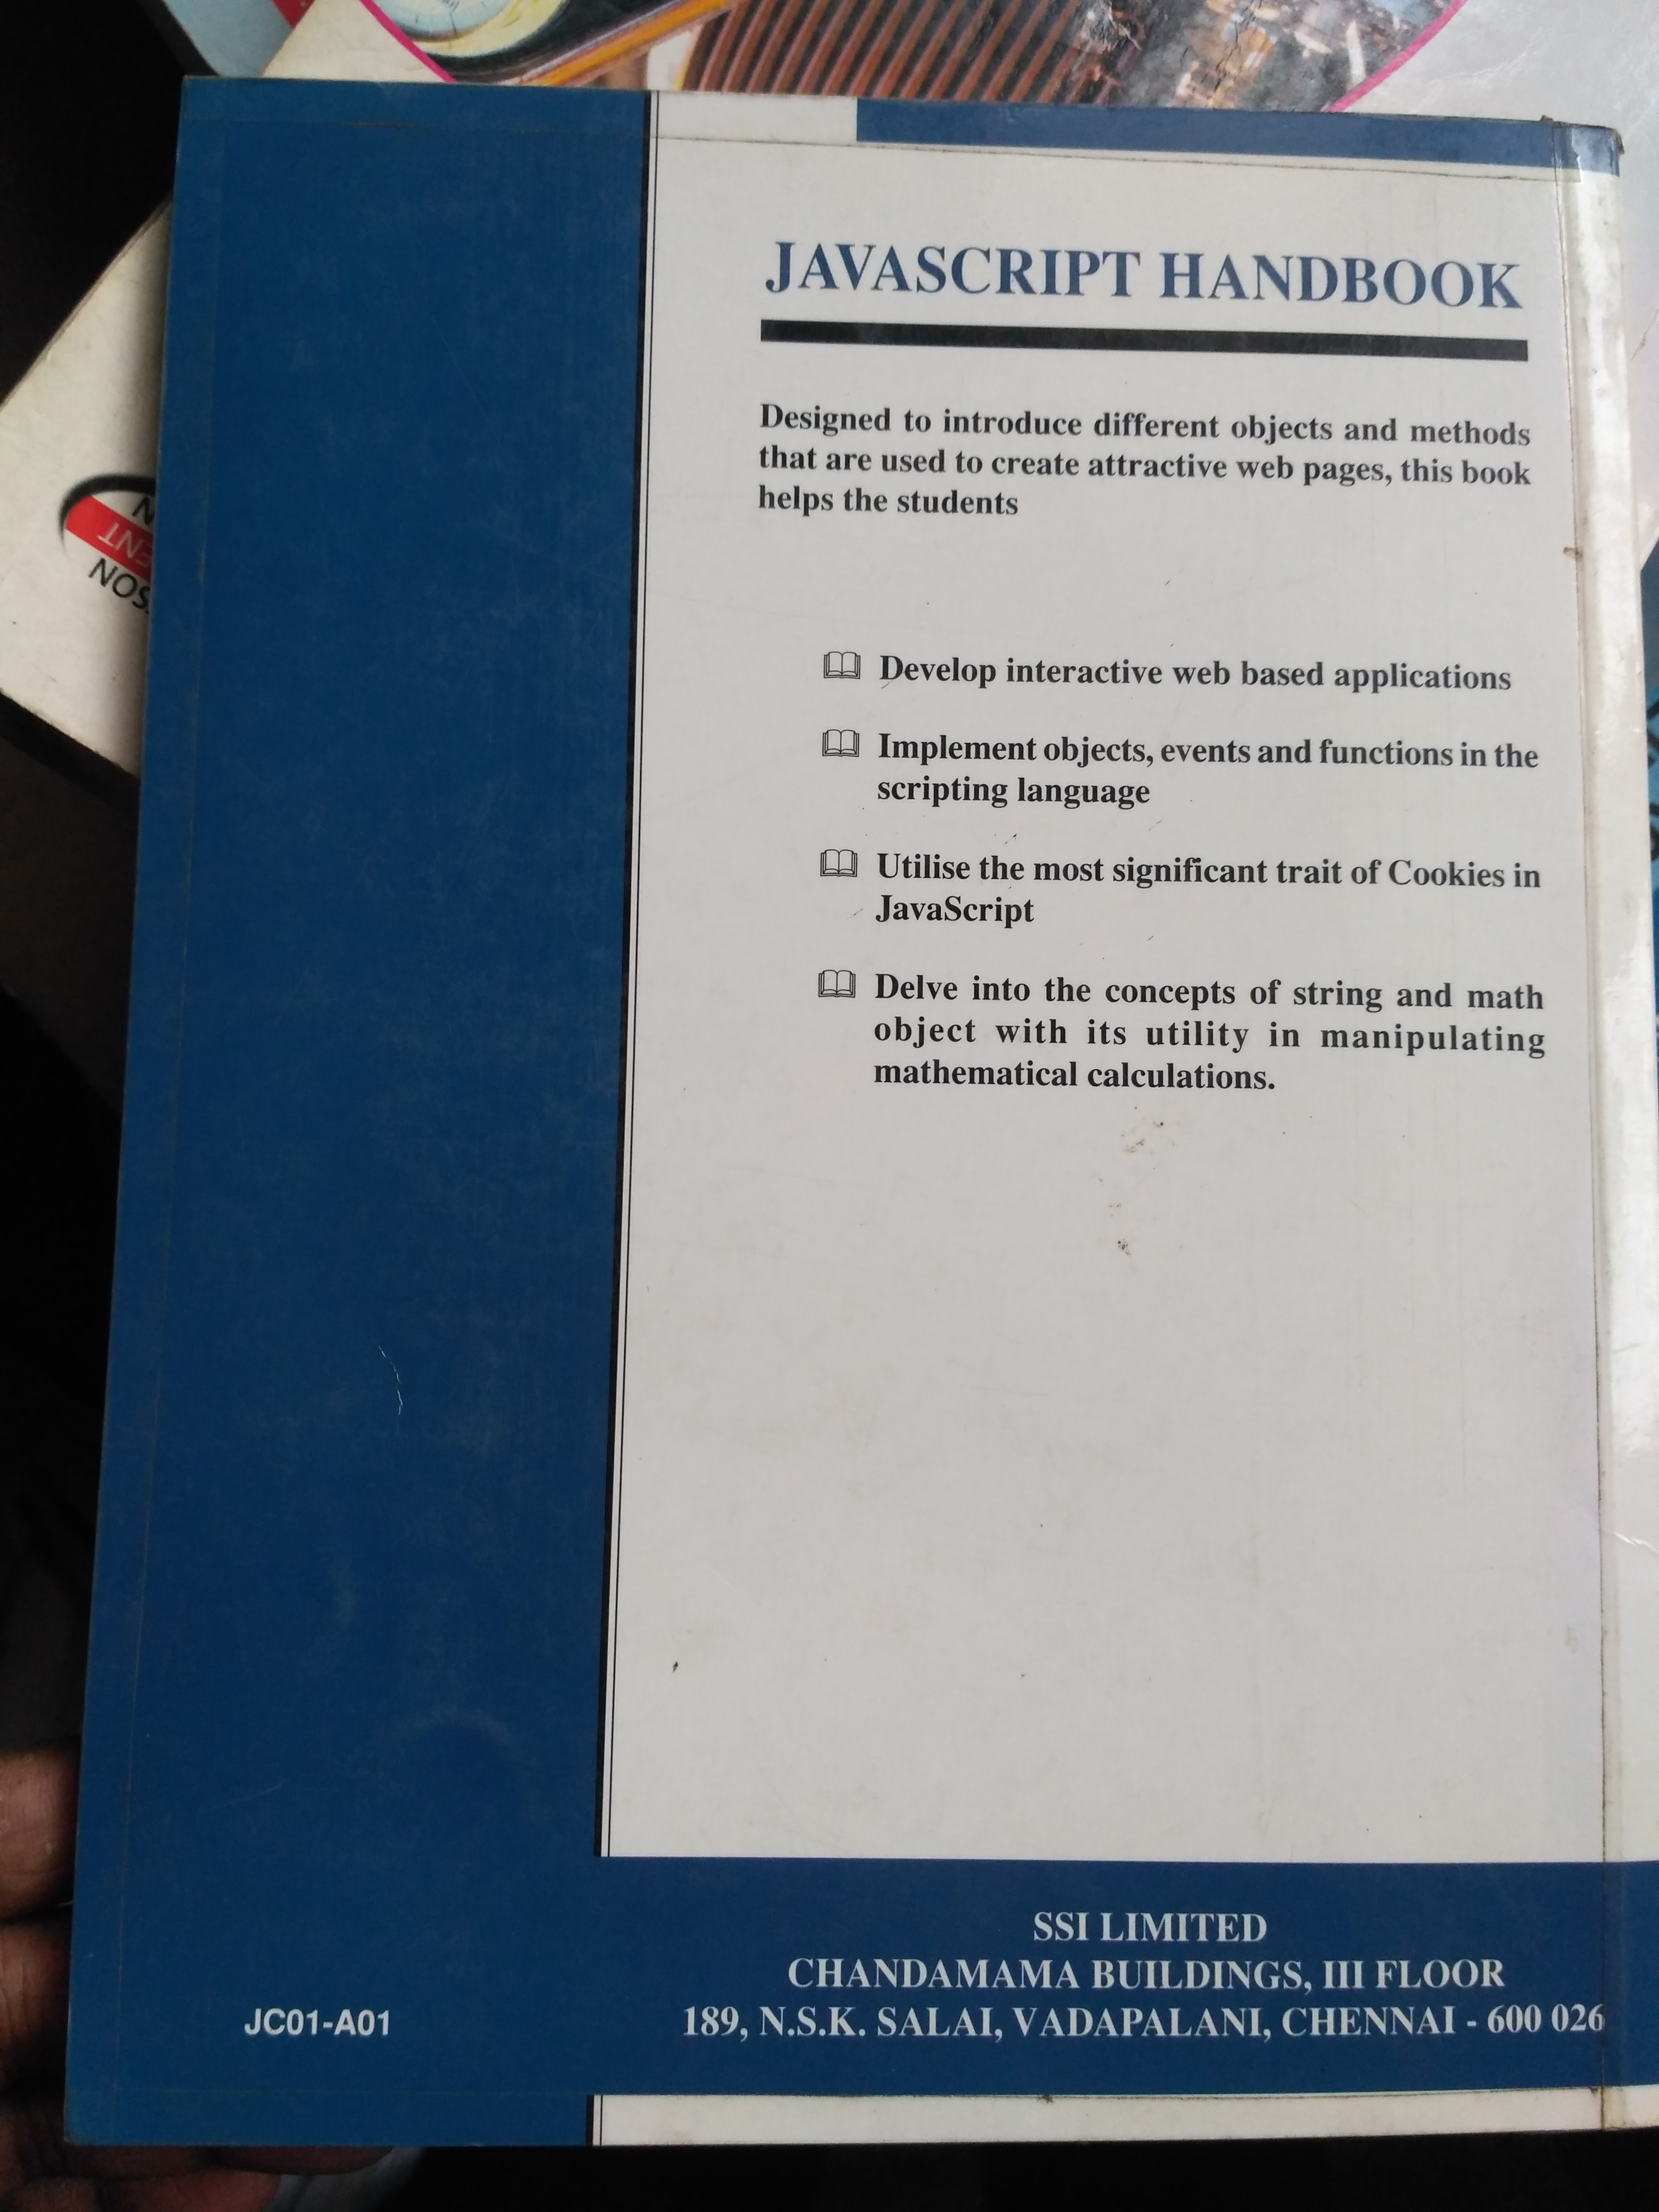 JAVASCRIPT HANDBOOK
Designed to introduce different objects and methods
that are used to create attractive web pages, this book
helps the students
Develop interactive web based applications
Implement objects, events and functions in the
scripting language
Utilise the most significant trait of Cookies in
JavaScript
Delve into the concepts of string and math
object with its utility in manipulating
mathematical calculations.
SSI LIMITED
CHANDAMAMA BUILDINGS, III FLOOR
189, N.S.K. SALAI, VADAPALANI, CHENNAI - 600 026
JC01-A01